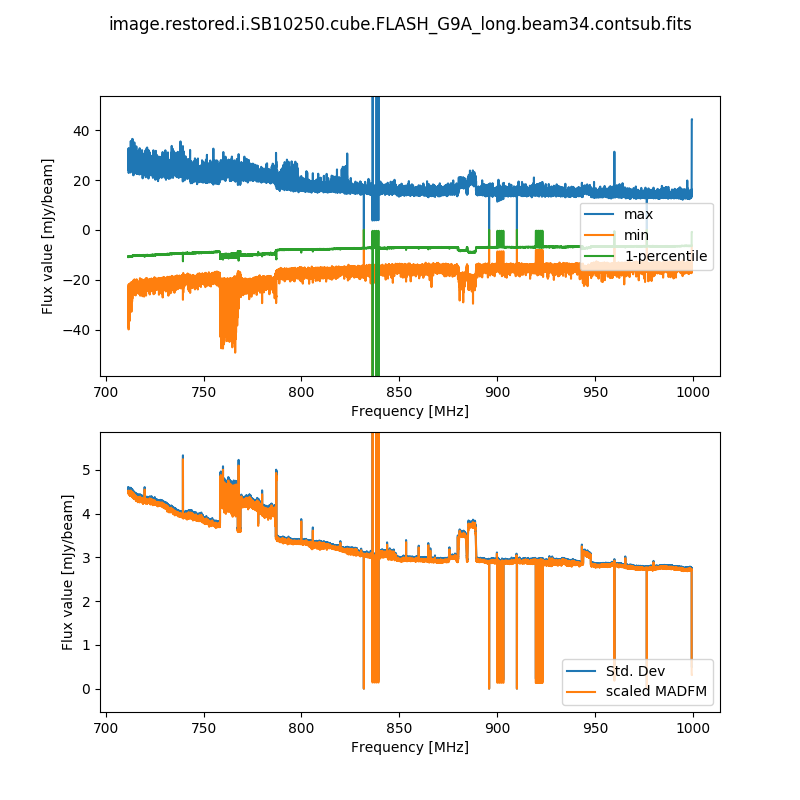 image.restored.i.SB10250.cube.FLASH_G9A_long.beam34.contsub.fits
Flux value [mJy/beam]
40
20
0
−20
−40
max
min
1-percentile
700
750
800
850
900
950
1000
Frequency [MHz]
Flux value [mJy/beam]
5
4
3
2
1
0
Std. Dev
scaled MADFM
700
750
800
850
900
950
1000
Frequency [MHz]